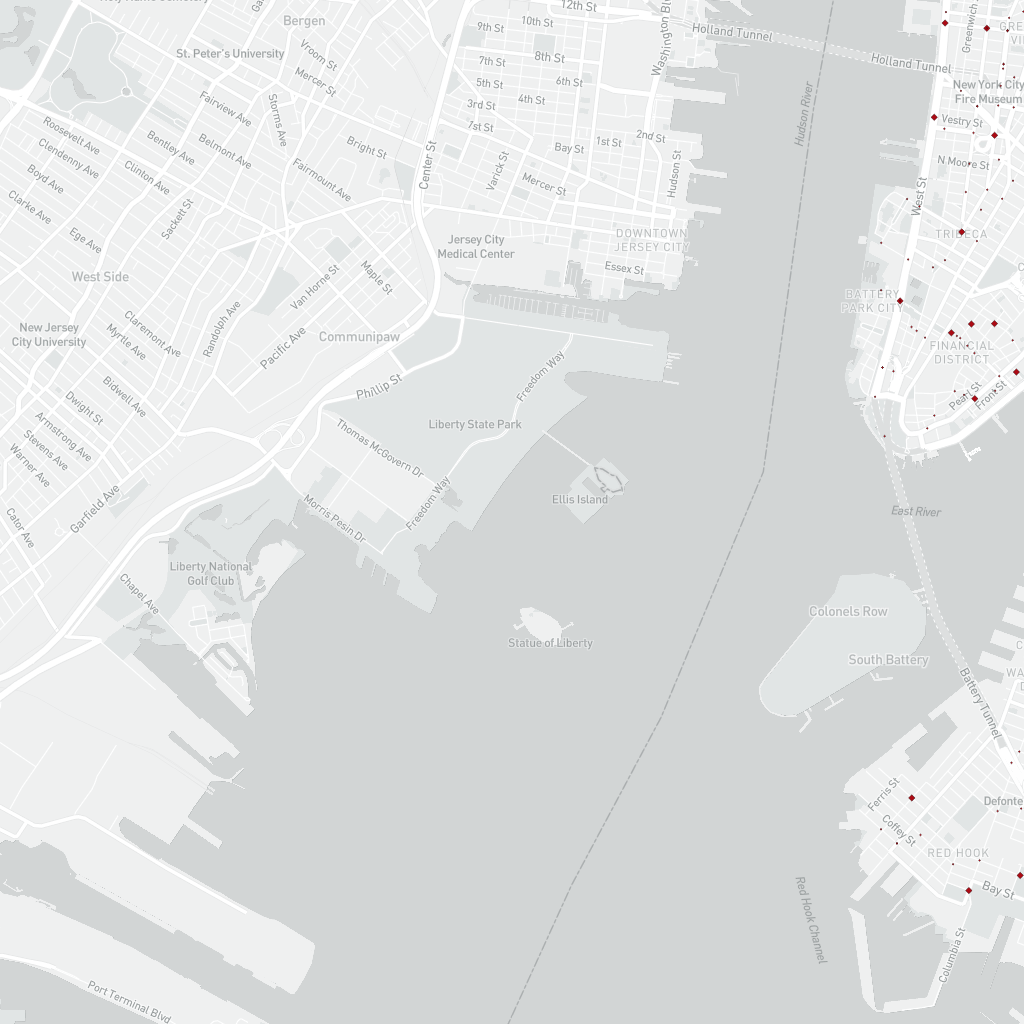 12th St
10th St
9th St
Bergen
Washington Bl
Holland Tunnel
Greenwich
GRE
VI
St. Peter's University
Vroom St
8th St
7th St
Holland Tunnel
Mercer St
5th St
6th St
Hudson River
New York City
Fire Museum
Fairview Ave
Storms Ave
4th St
3rd St
Vestry St
Roosevelt Ave
Bentley Ave
Belmont Ave
1st St
2nd St
1st St
Clendenny Ave
Bright St
Center St
Bay St
N Moore St
Boyd Ave
Clinton Ave
Fairmount Ave
Varick St
Mercer St
Hudson St
West St
Clarke Ave
Sackett St
Ege Ave
Jersey City
Medical Center
DOWNTOWN
JERSEY CITY
TRIBECA
West Side
Van Horne St
Maple St
Essex St
BATTERY
PARK CITY
New Jersey
City University
Claremont Ave
Myrtle Ave
Randolph Ave
Pacific Ave
Communipaw
FINANCIAL
DISTRICT
Bidwell Ave
Phillip St
Freedom Way
Pearl St
Front St
Dwight St
Armstrong Ave
Stevens Ave
Warner Ave
Liberty State Park
Thomas McGovern Dr
Garfield Ave
Freedom Way
Ellis Island
Cator Ave
Morris Pesin Dr
East River
Liberty National
Golf Club
Chapel Ave
Colonels Row
Statue of Liberty
South Battery
WA
Battery Tunnel
Ferris St
Defonte
Coffey St
RED HOOK
Bay St
Red Hook Channel
Columbia St
Port Terminal Blvd